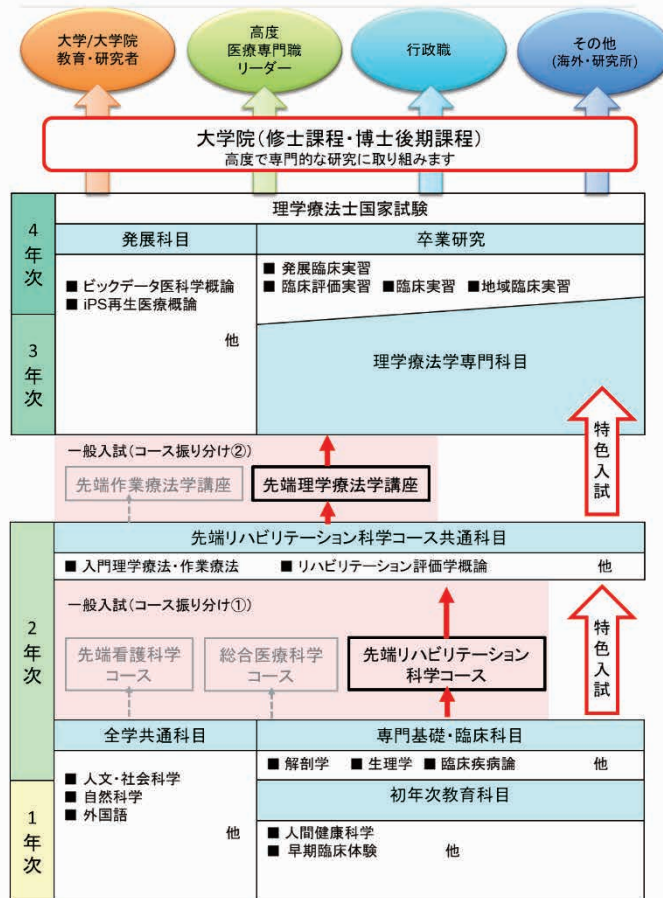 大学/大学院
教育・研究者
高度
医療専門職
リーダー
行政職
その他
(海外・研究所)
大学院(修士課程・博士後期課程)
高度で専門的な研究に取り組みます
理学療法士国家試験
4年次
発展科目
卒業研究
■ ビックデータ医科学概論
■ iPS再生医療概論
他
■ 発展臨床実習
■ 臨床評価実習 ■臨床実習 ■地域臨床実習
3年次
理学療法学専門科目
特色入試
一般入試(コース振り分け②)
先端作業療法学講座
先端理学療法学講座
先端リハビリテーション科学コース共通科目
■ 入門理学療法・作業療法 ■ リハビリテーション評価学概論 他
2年次
一般入試(コース振り分け①)
先端看護科学
コース
総合医療科学
コース
先端リハビリテーション
科学コース
特色入試
全学共通科目
専門基礎・臨床科目
■ 人文・社会科学
■ 自然科学
■ 外国語
他
■ 解剖学 ■ 生理学 ■ 臨床疾病論 他
初年次教育科目
1年次
■ 人間健康科学
■ 早期臨床体験 他